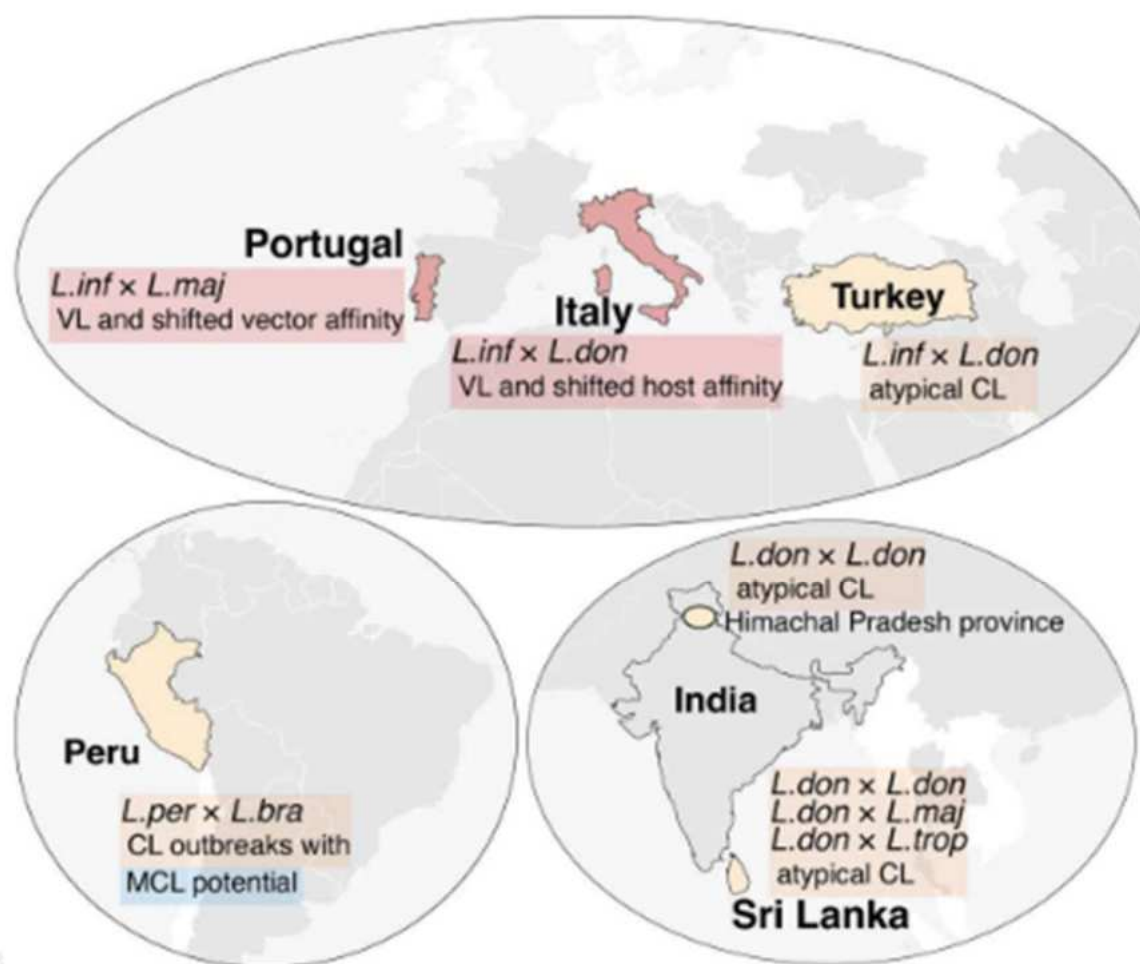 Portugal
L.inf × L.maj
VL and shifted vector affinity
Italy
L.inf × L.don
VL and shifted host affinity
Turkey
L.inf × L.don
atypical CL
Peru
L.per × L.bra
CL outbreaks with
MCL potential
L.don × L.don
atypical CL
Himachal Pradesh province
India
L.don × L.don
L.don × L.maj
L.don × L.trop
atypical CL
Sri Lanka